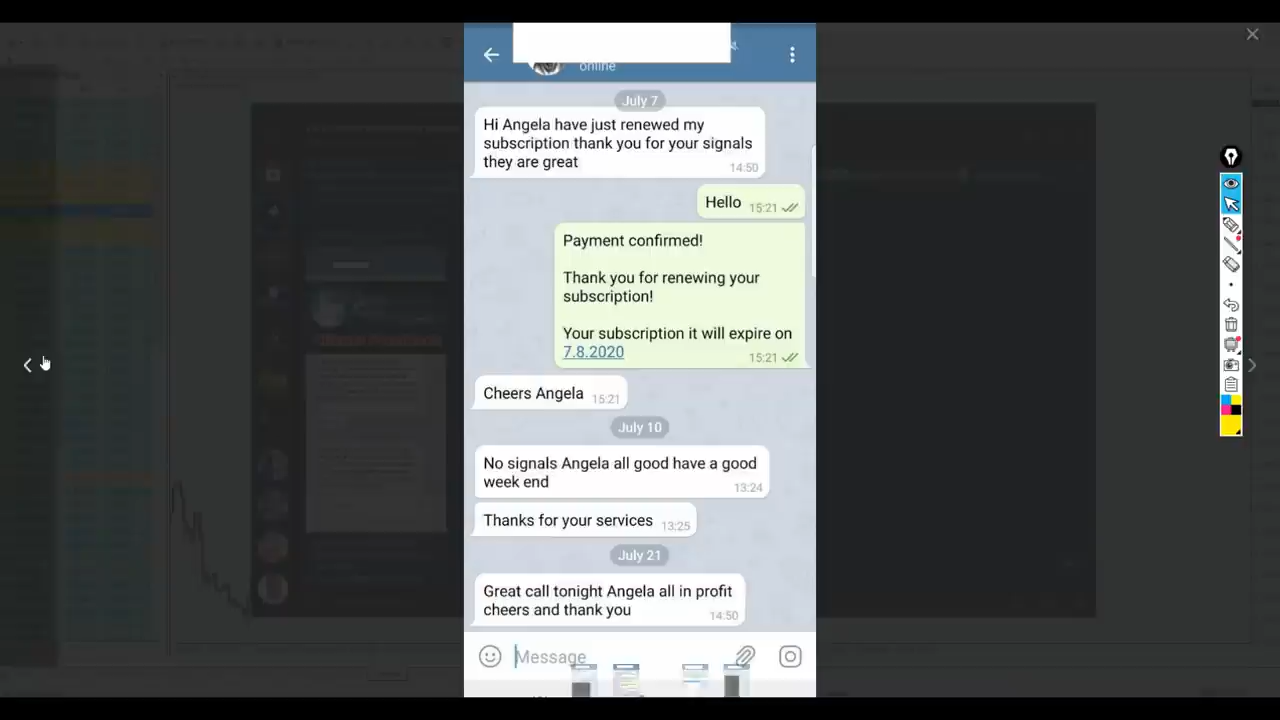 online
July 7
Hi Angela have just renewed my
subscription thank you for your signals
they are great
14:50
Hello
15:21
Payment confirmed!
Thank you for renewing your
subscription!
Your subscription it will expire on
7.8.2020
15:21
Cheers Angela
15:21
July 10
No signals Angela all good have a good
week end
13:24
Thanks for your services
13:25
July 21
Great call tonight Angela all in profit
cheers and thank you
14:50
Message